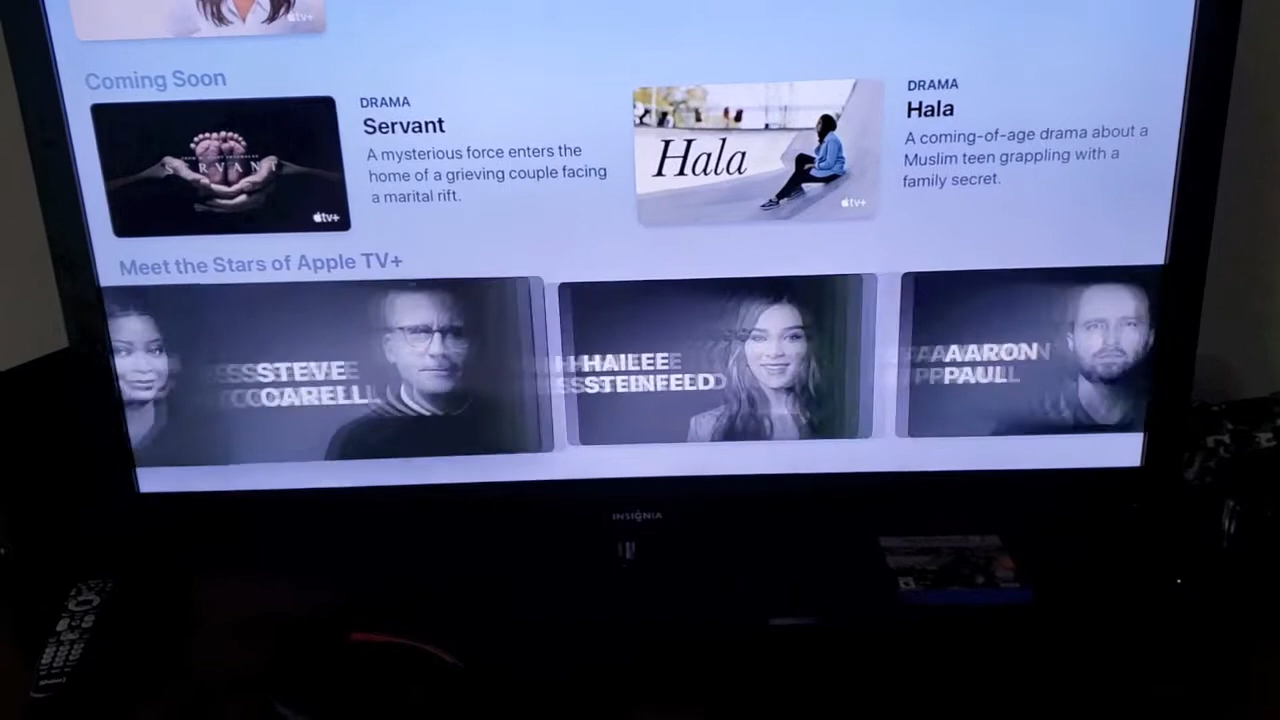 tv+
Coming Soon
SERVANT
tv+
DRAMA
Servant
A mysterious force enters the
home of a grieving couple facing
a marital rift.
Hala
tv+
DRAMA
Hala
A coming-of-age drama about a
Muslim teen grappling with a
family secret.
Meet the Stars of Apple TV+
STEVE
CARELL
HAILEE
STEINFELD
AARON
PAUL
INSIGNIA